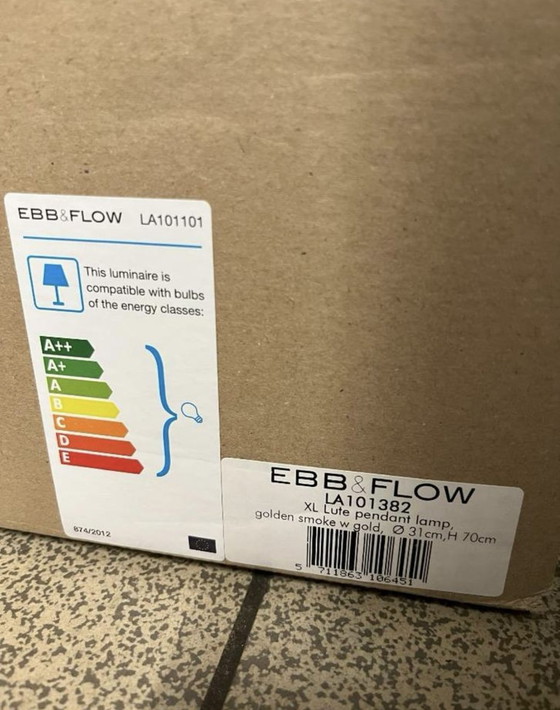 EBB&FLOW LA101101
This luminaire is
compatible with bulbs
of the energy classes:
A++
A+
A
B
C
D
E
874/2012
EBB&FLOW
LA101382
XL Lute pendant lamp,
golden smoke w gold, Ø 31cm,H 70cm
5 711863 106451